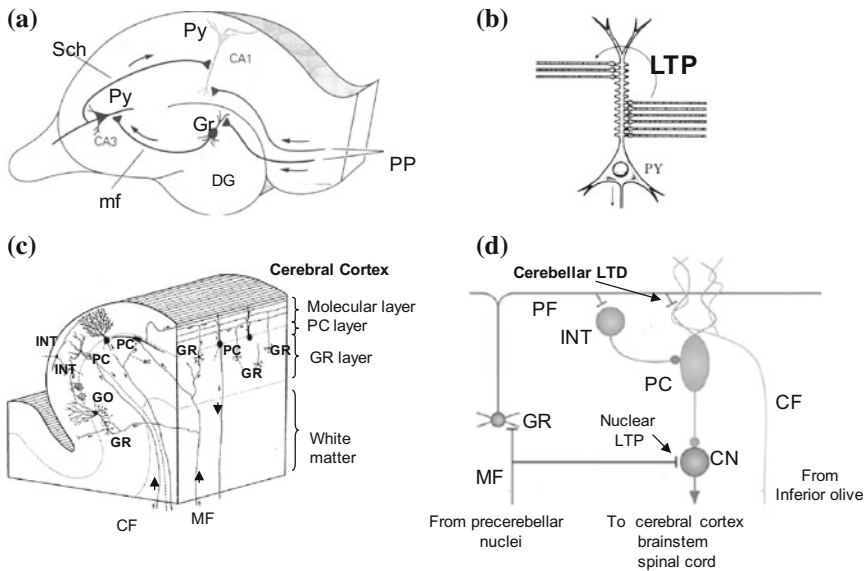 (a)
Py
Sch
CA1
Py
Gr
CA3
PP
mf
DG
(b)
LTP
PY
(c)
Cerebral Cortex
Molecular layer
PC layer
GR layer
White
matter
INT
PC
PC
INT
GO
GR
GR
PC
GR
GR
CF
MF
(d)
Cerebellar LTD
PF
INT
PC
GR
CF
Nuclear
LTP
CN
MF
From
Inferior olive
From precerebellar
nuclei
To cerebral cortex
brainstem
spinal cord